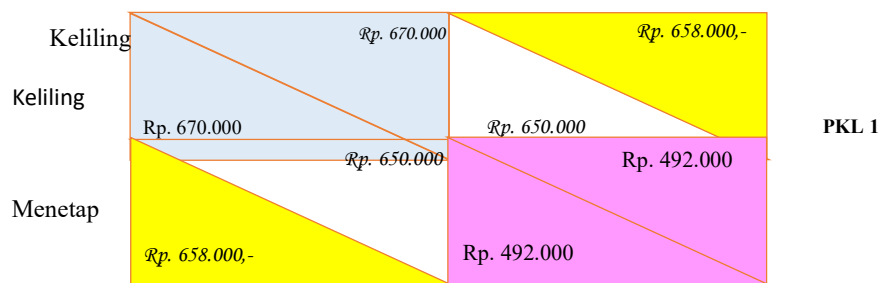 Keliling
Rp. 670.000
Rp. 658.000,-
Keliling
Rp. 670.000
Rp. 650.000
PKL 1
Rp. 650.000
Rp. 492.000
Menetap
Rp. 658.000,-
Rp. 492.000